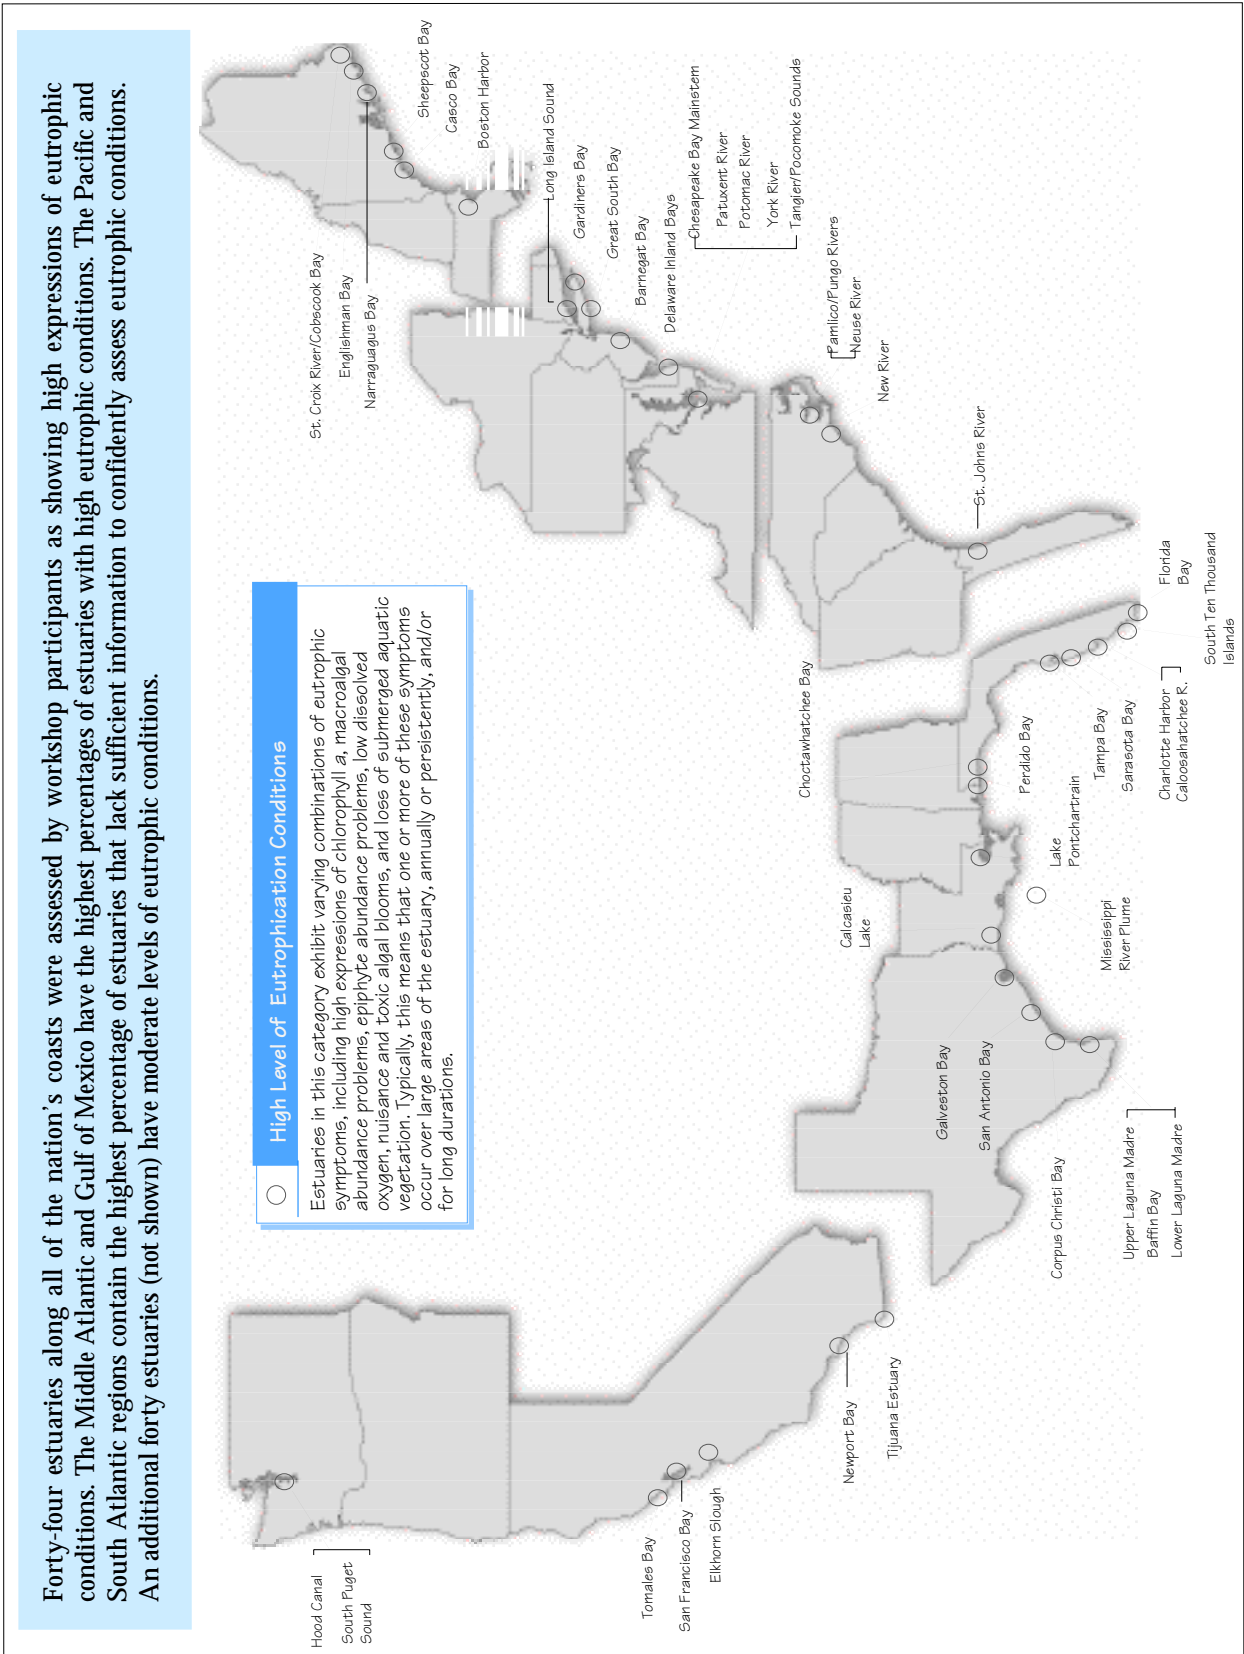 Forty-four estuaries along all of the nation's coasts were assessed by workshop participants as showing high expressions of eutrophic
conditions. The Middle Atlantic and Gulf of Mexico have the highest percentages of estuaries with high eutrophic conditions. The Pacific and
South Atlantic regions contain the highest percentage of estuaries that lack sufficient information to confidently assess eutrophic conditions.
An additional forty estuaries (not shown) have moderate levels of eutrophic conditions.
High Level of Eutrophication Conditions
Estuaries in this category exhibit varying combinations of eutrophic
symptoms, including high expressions of chlorophyll a, macroalgal
abundance problems, epiphyte abundance problems, low dissolved
oxygen, nuisance and toxic algal blooms, and loss of submerged aquatic
vegetation. Typically, this means that one or more of these symptoms
occur over large areas of the estuary, annually or persistently, and/or
for long durations.
Hood Canal
South Puget
Sound
Tomales Bay
San Francisco Bay
Elkhorn Slough
Newport Bay
Tijuana Estuary
St. Croix River/Cobscook Bay
Englishman Bay
Narraguagus Bay
Sheepscot Bay
Casco Bay
Boston Harbor
Long Island Sound
Gardiners Bay
Great South Bay
Barnegat Bay
Delaware Inland Bays
Chesapeake Bay Mainstem
Patuxent River
Potomac River
York River
Tangier/Pocomoke Sounds
Pamlico/Pungo Rivers
Neuse River
New River
St. Johns River
Florida
Bay
South Ten Thousand
Islands
Charlotte Harbor
Caloosahatchee R.
Sarasota Bay
Tampa Bay
Choctawhatchee Bay
Perdido Bay
Lake
Pontchartrain
Mississippi
River Plume
Calcasieu
Lake
Galveston Bay
San Antonio Bay
Corpus Christi Bay
Upper Laguna Madre
Baffin Bay
Lower Laguna Madre